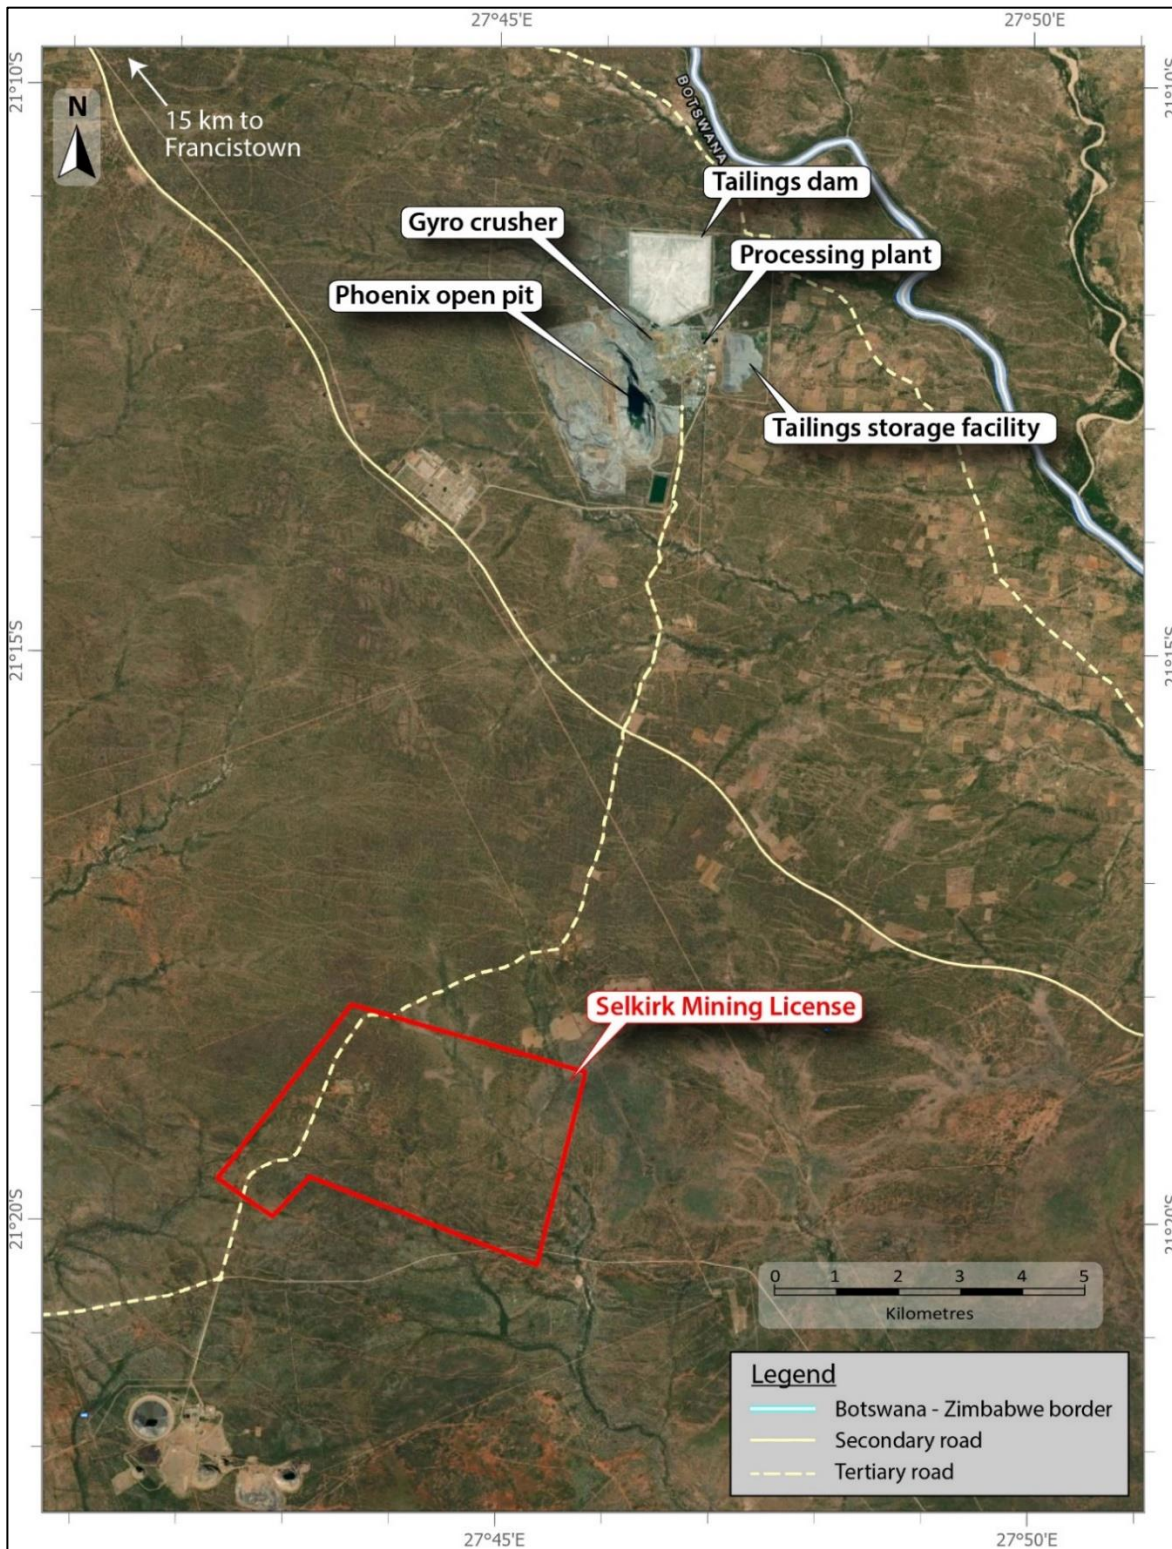 27°45'E
27°50'E
21°10'S
21°10'S
N
15 km to
Francistown
BOTSWANA
Tailings dam
Gyro crusher
Processing plant
Phoenix open pit
Tailings storage facility
21°15'S
21°15'S
Selkirk Mining License
21°20'S
21°20'S
0 1 2 3 4 5
Kilometres
Legend
Botswana - Zimbabwe border
Secondary road
Tertiary road
27°45'E
27°50'E